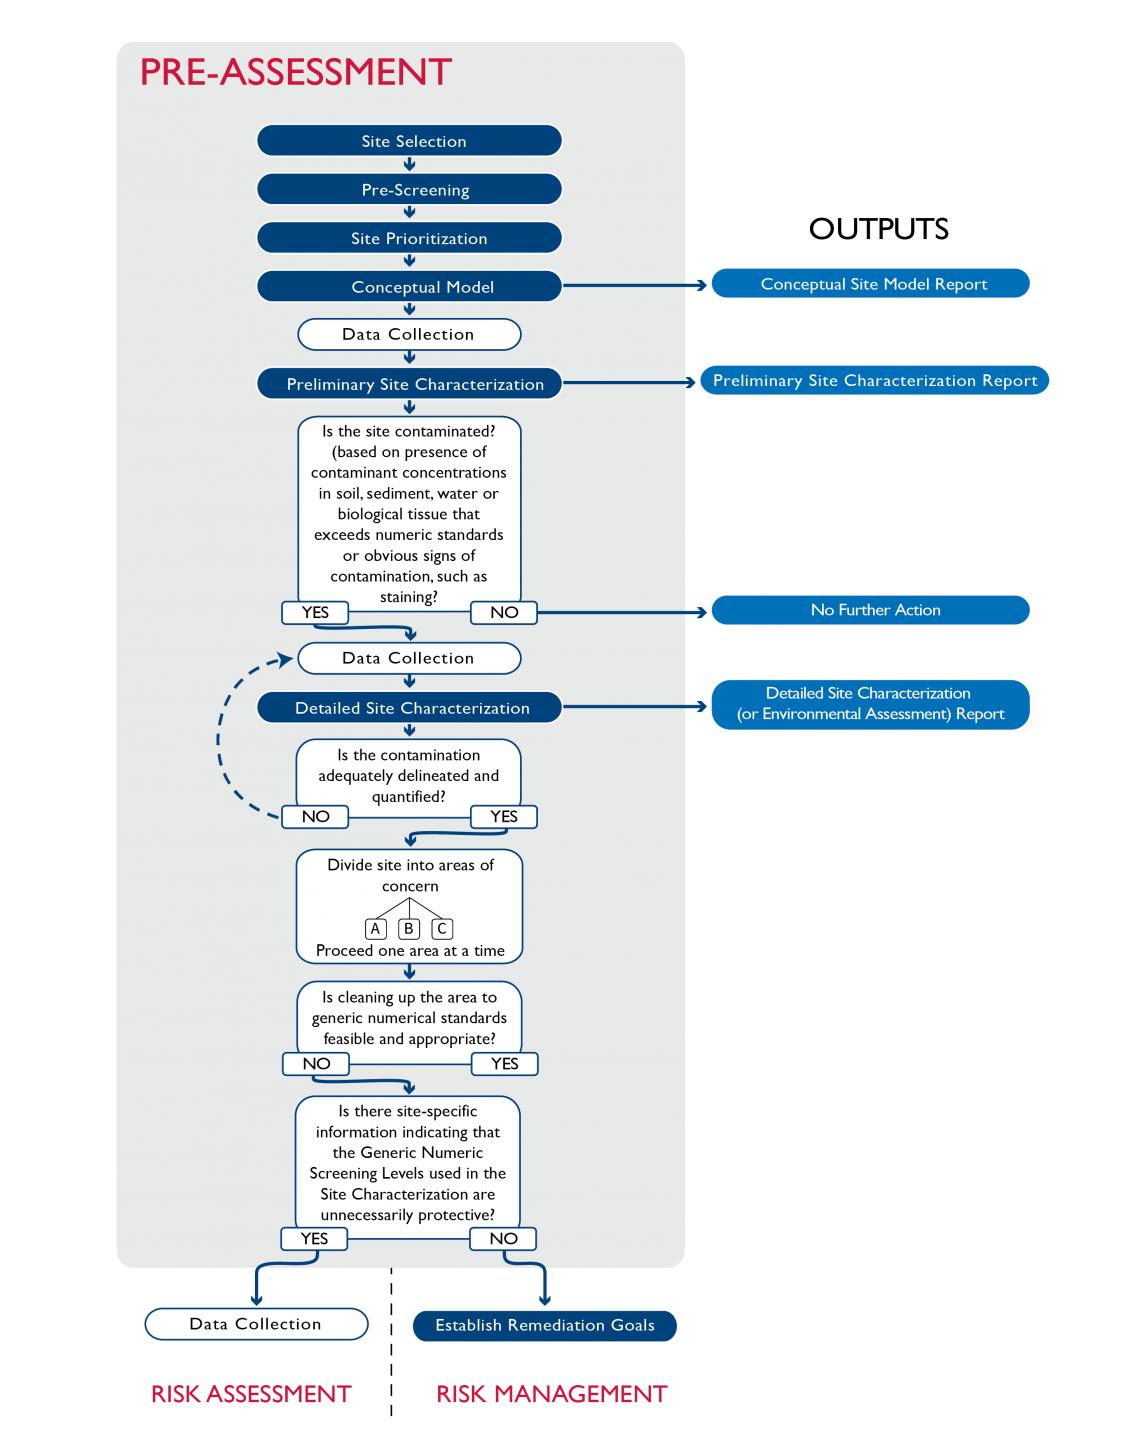 PRE-ASSESSMENT
Site Selection
Pre-Screening
Site Prioritization
OUTPUTS
Conceptual Model
Conceptual Site Model Report
Data Collection
Preliminary Site Characterization
Preliminary Site Characterization Report
Is the site contaminated?
(based on presence of
contaminant concentrations
in soil, sediment, water or
biological tissue that
exceeds numeric standards
or obvious signs of
contamination, such as
staining?
YES
NO
No Further Action
Data Collection
Detailed Site Characterization
Detailed Site Characterization
(or Environmental Assessment) Report
Is the contamination
adequately delineated and
quantified?
NO
YES
Divide site into areas of
concern
A B C
Proceed one area at a time
Is cleaning up the area to
generic numerical standards
feasible and appropriate?
NO
YES
Is there site-specific
information indicating that
the Generic Numeric
Screening Levels used in the
Site Characterization are
unnecessarily protective?
YES
NO
Data Collection
Establish Remediation Goals
RISK ASSESSMENT
RISK MANAGEMENT